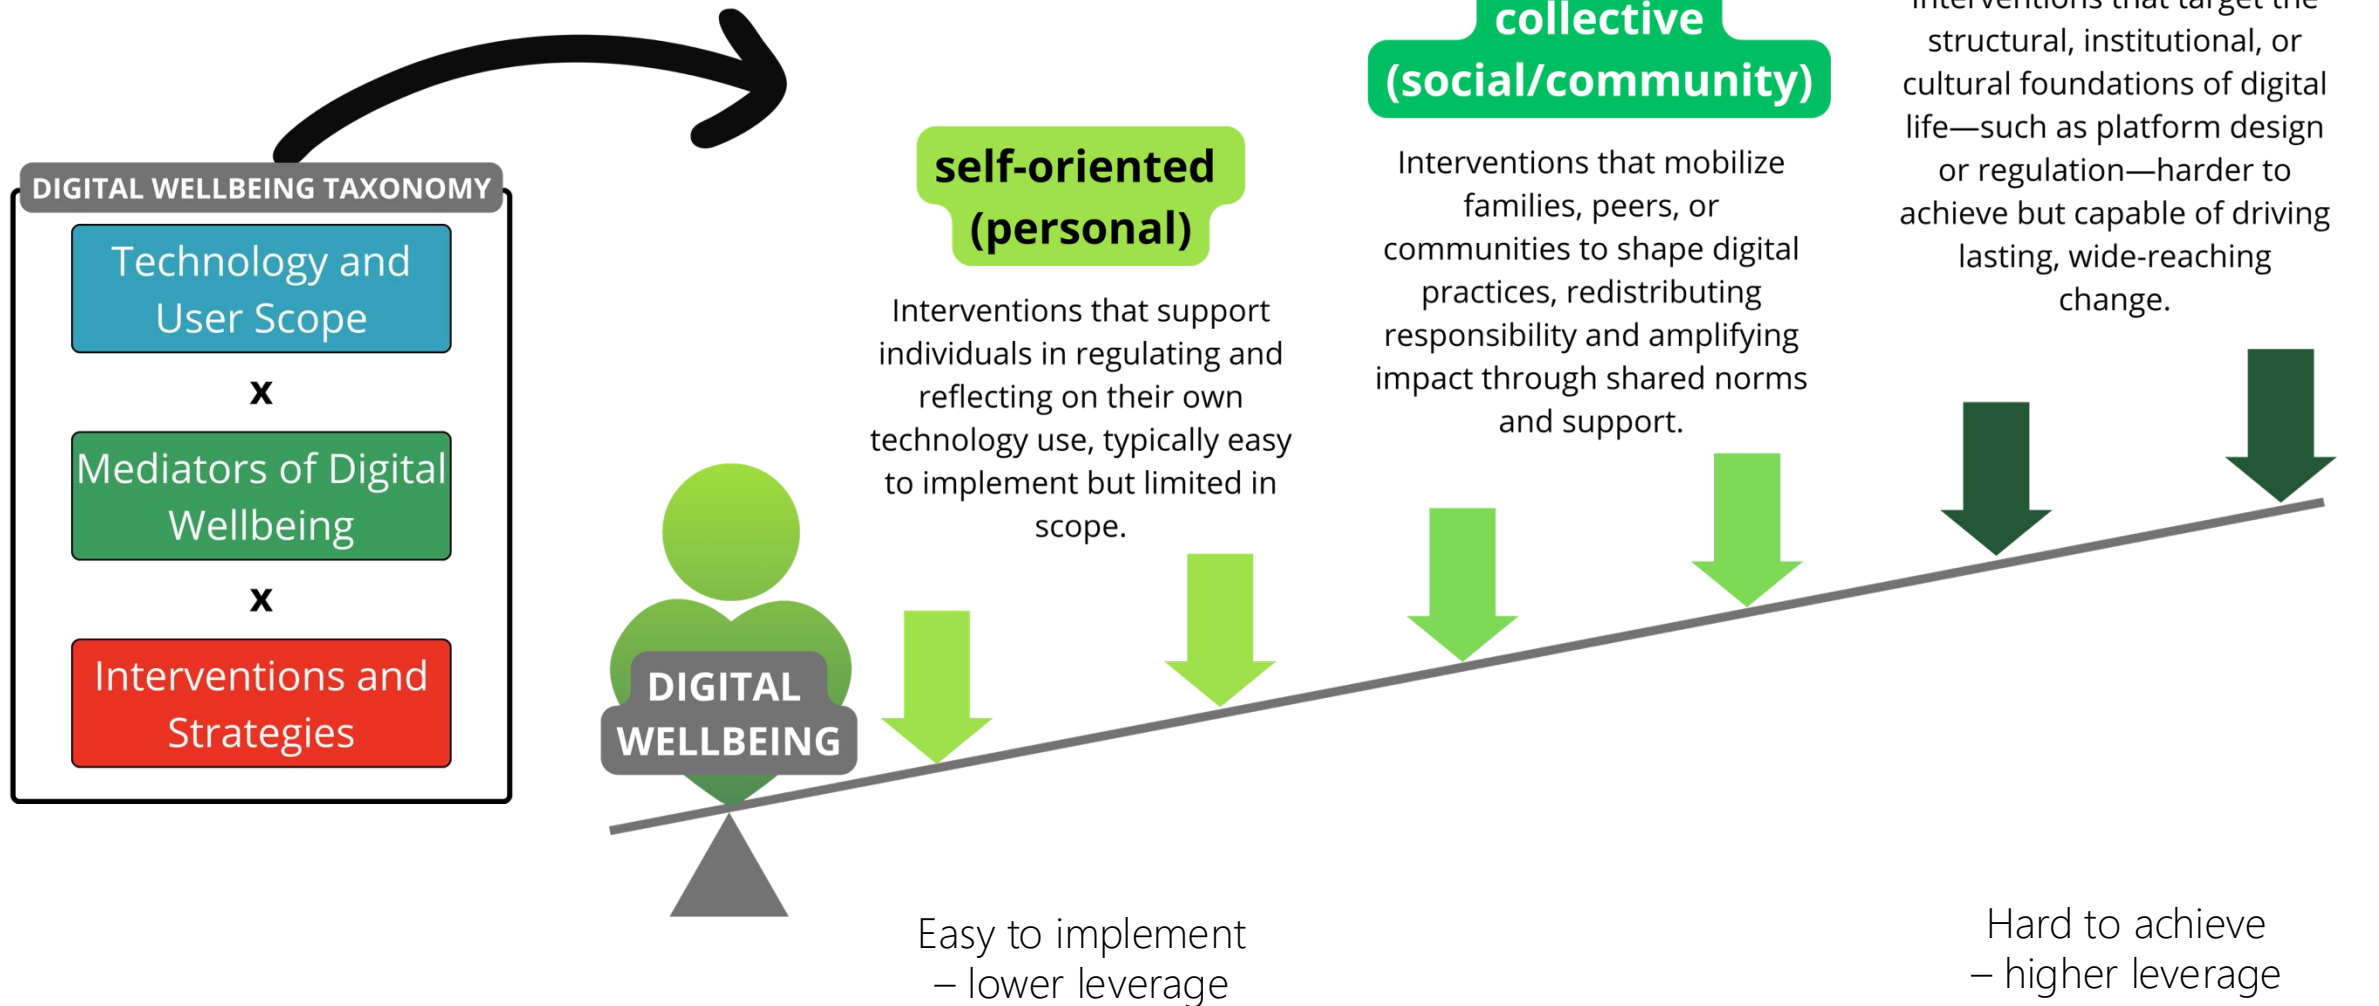 DIGITAL WELLBEING TAXONOMY
Technology and
User Scope
x
Mediators of Digital
Wellbeing
x
Interventions and
Strategies
DIGITAL
WELLBEING
self-oriented
(personal)
Interventions that support
individuals in regulating and
reflecting on their own
technology use, typically easy
to implement but limited in
scope.
collective
(social/community)
Interventions that mobilize
families, peers, or
communities to shape digital
practices, redistributing
responsibility and amplifying
impact through shared norms
and support.
interventions that target the
structural, institutional, or
cultural foundations of digital
life—such as platform design
or regulation—harder to
achieve but capable of driving
lasting, wide-reaching
change.
Easy to implement
– lower leverage
Hard to achieve
– higher leverage